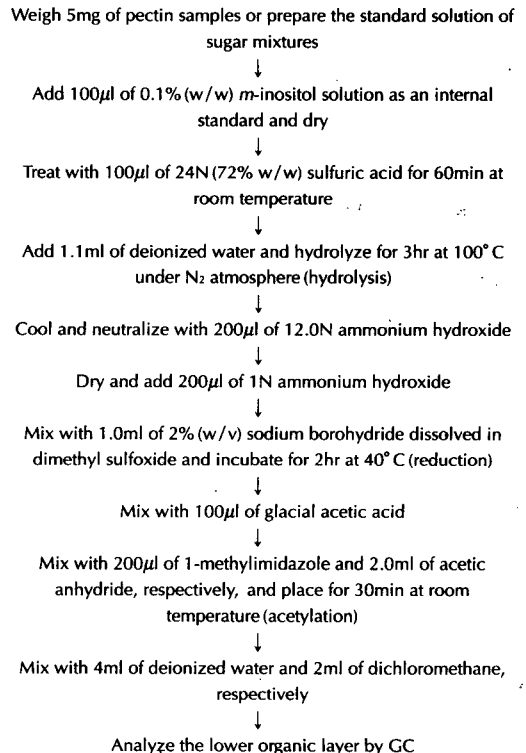 Weigh 5mg of pectin samples or prepare the standard solution of
sugar mixtures
↓
Add 100μl of 0.1%(w/w) m-inositol solution as an internal
standard and dry
↓
Treat with 100μl of 24N(72% w/w) sulfuric acid for 60min at
room temperature
↓
Add 1.1ml of deionized water and hydrolyze for 3hr at 100°C
under N₂ atmosphere(hydrolysis)
↓
Cool and neutralize with 200μl of 12.0N ammonium hydroxide
↓
Dry and add 200μl of 1N ammonium hydroxide
↓
Mix with 1.0ml of 2%(w/v) sodium borohydride dissolved in
dimethyl sulfoxide and incubate for 2hr at 40°C(reduction)
↓
Mix with 100μl of glacial acetic acid
↓
Mix with 200μl of 1-methylimidazole and 2.0ml of acetic
anhydride, respectively, and place for 30min at room
temperature(acetylation)
↓
Mix with 4ml of deionized water and 2ml of dichloromethane,
respectively
↓
Analyze the lower organic layer by GC